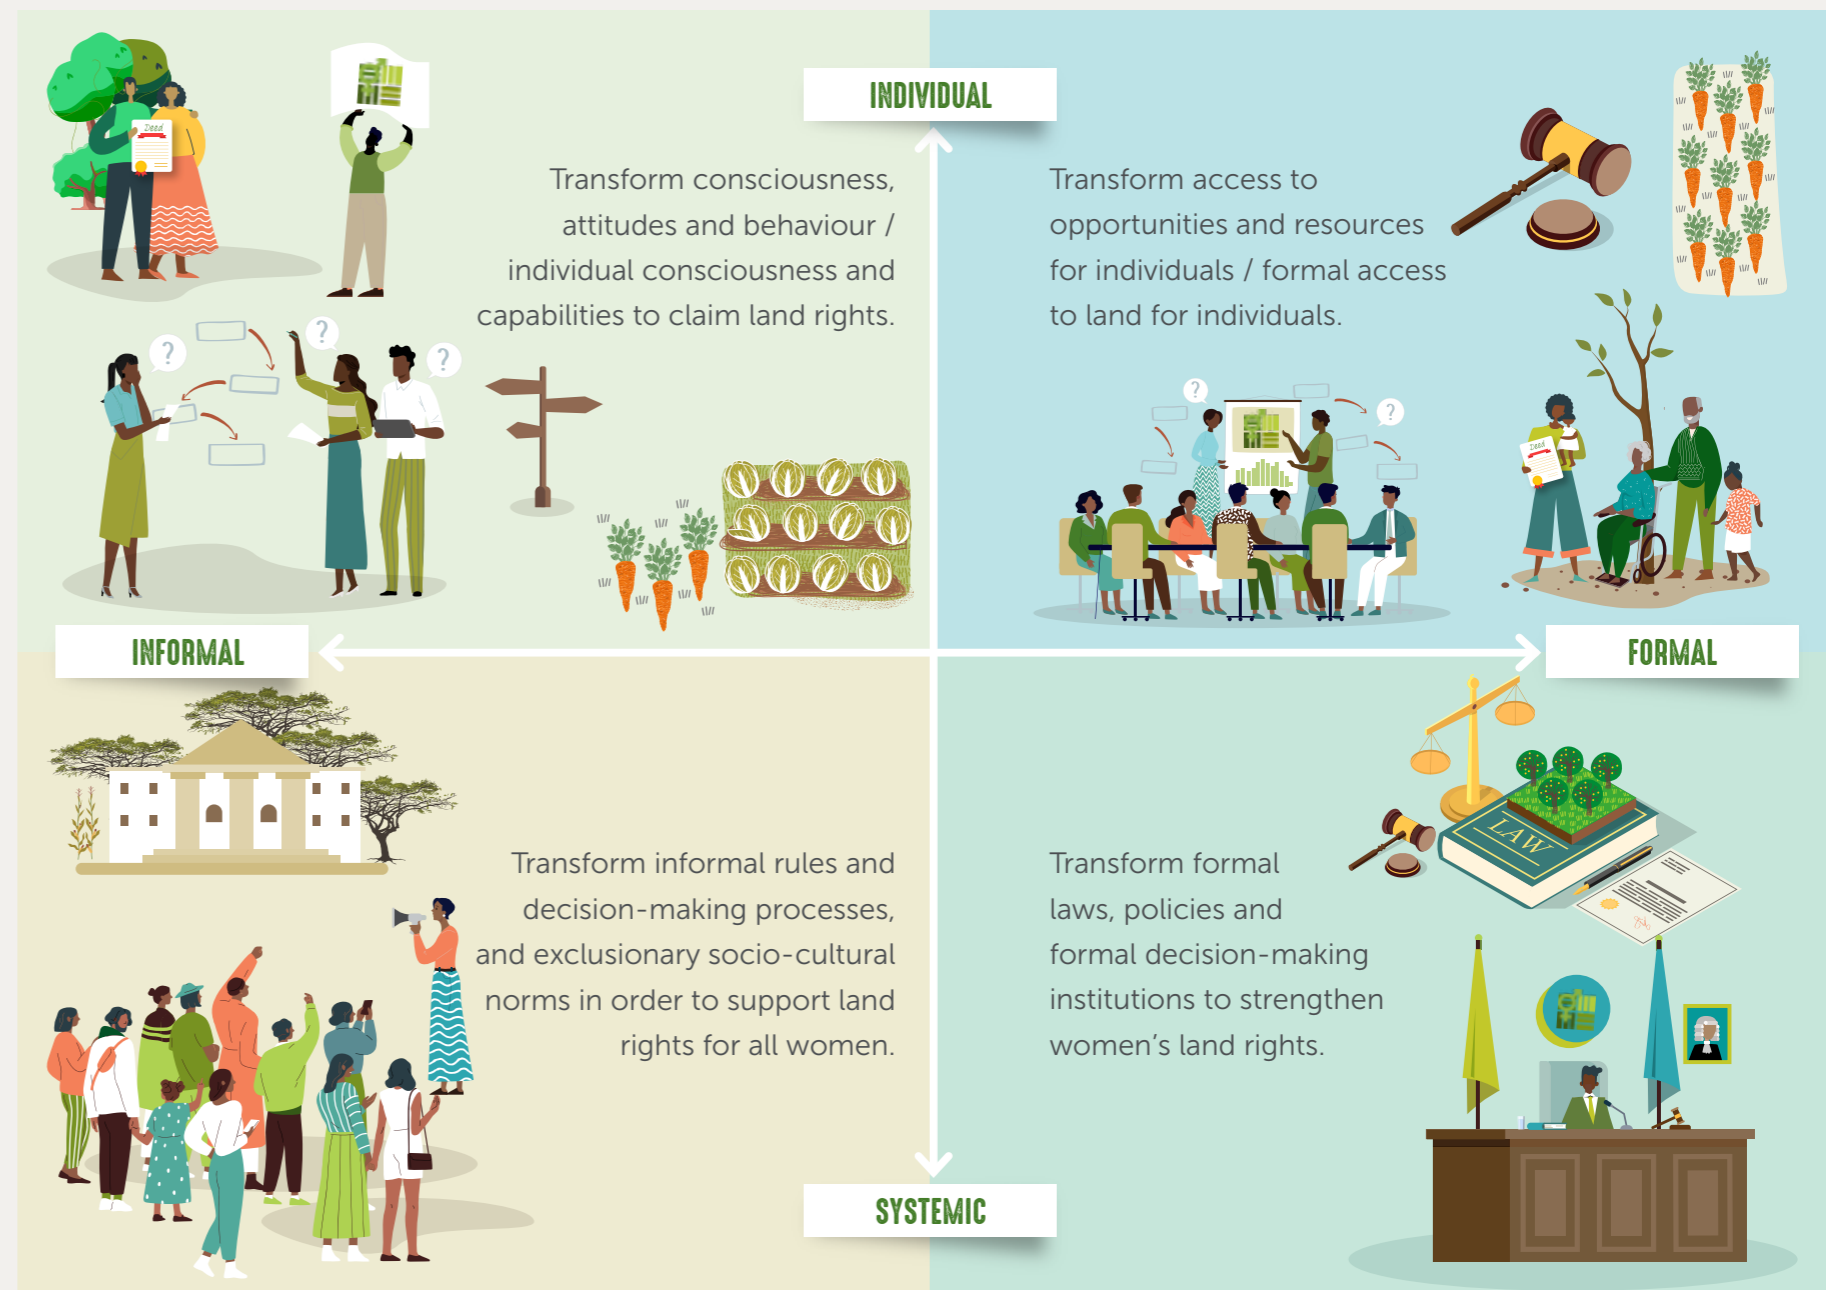 INDIVIDUAL
Deed
Transform consciousness,
attitudes and behaviour /
individual consciousness and
capabilities to claim land rights.
?
?
?
Transform access to
opportunities and resources
for individuals / formal access
to land for individuals.
?
?
Deed
INFORMAL
FORMAL
Transform informal rules and
decision-making processes,
and exclusionary socio-cultural
norms in order to support land
rights for all women.
LAW
Transform formal
laws, policies and
formal decision-making
institutions to strengthen
women's land rights.
SYSTEMIC